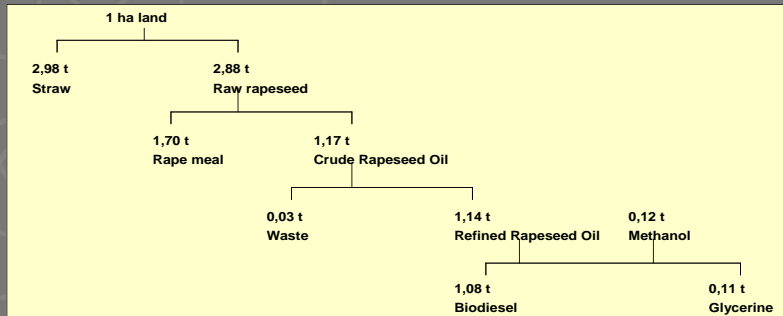 1 ha land
2,98 t
Straw
2,88 t
Raw rapeseed
1,70 t
Rape meal
1,17 t
Crude Rapeseed Oil
0,03 t
Waste
1,14 t
Refined Rapeseed Oil
0,12 t
Methanol
1,08 t
Biodiesel
0,11 t
Glycerine